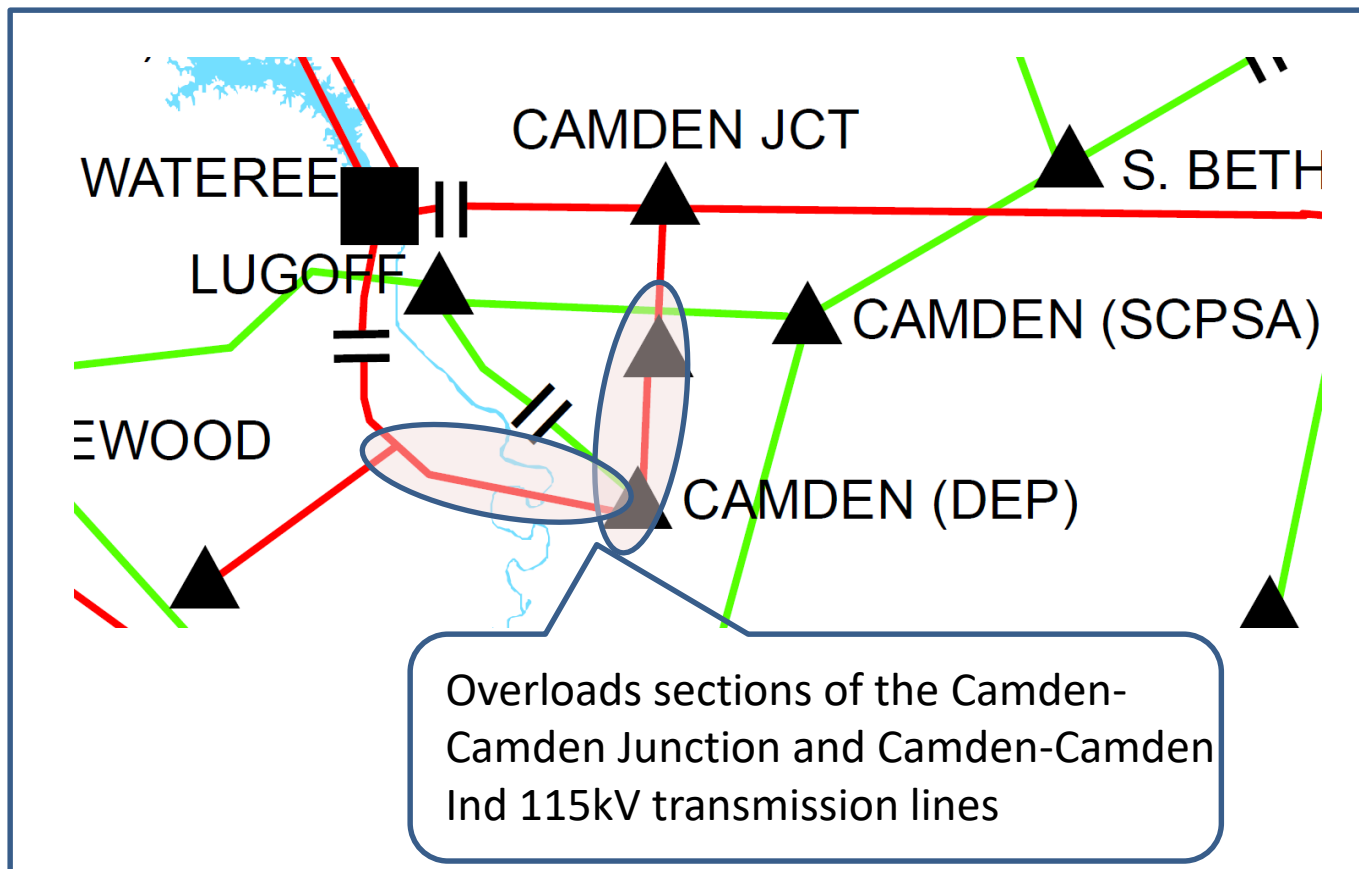 CAMDEN JCT
WATEREE
S. BETH
LUGOFF
CAMDEN (SCPSA)
EWOOD
CAMDEN (DEP)
Overloads sections of the Camden-
Camden Junction and Camden-Camden
Ind 115kV transmission lines